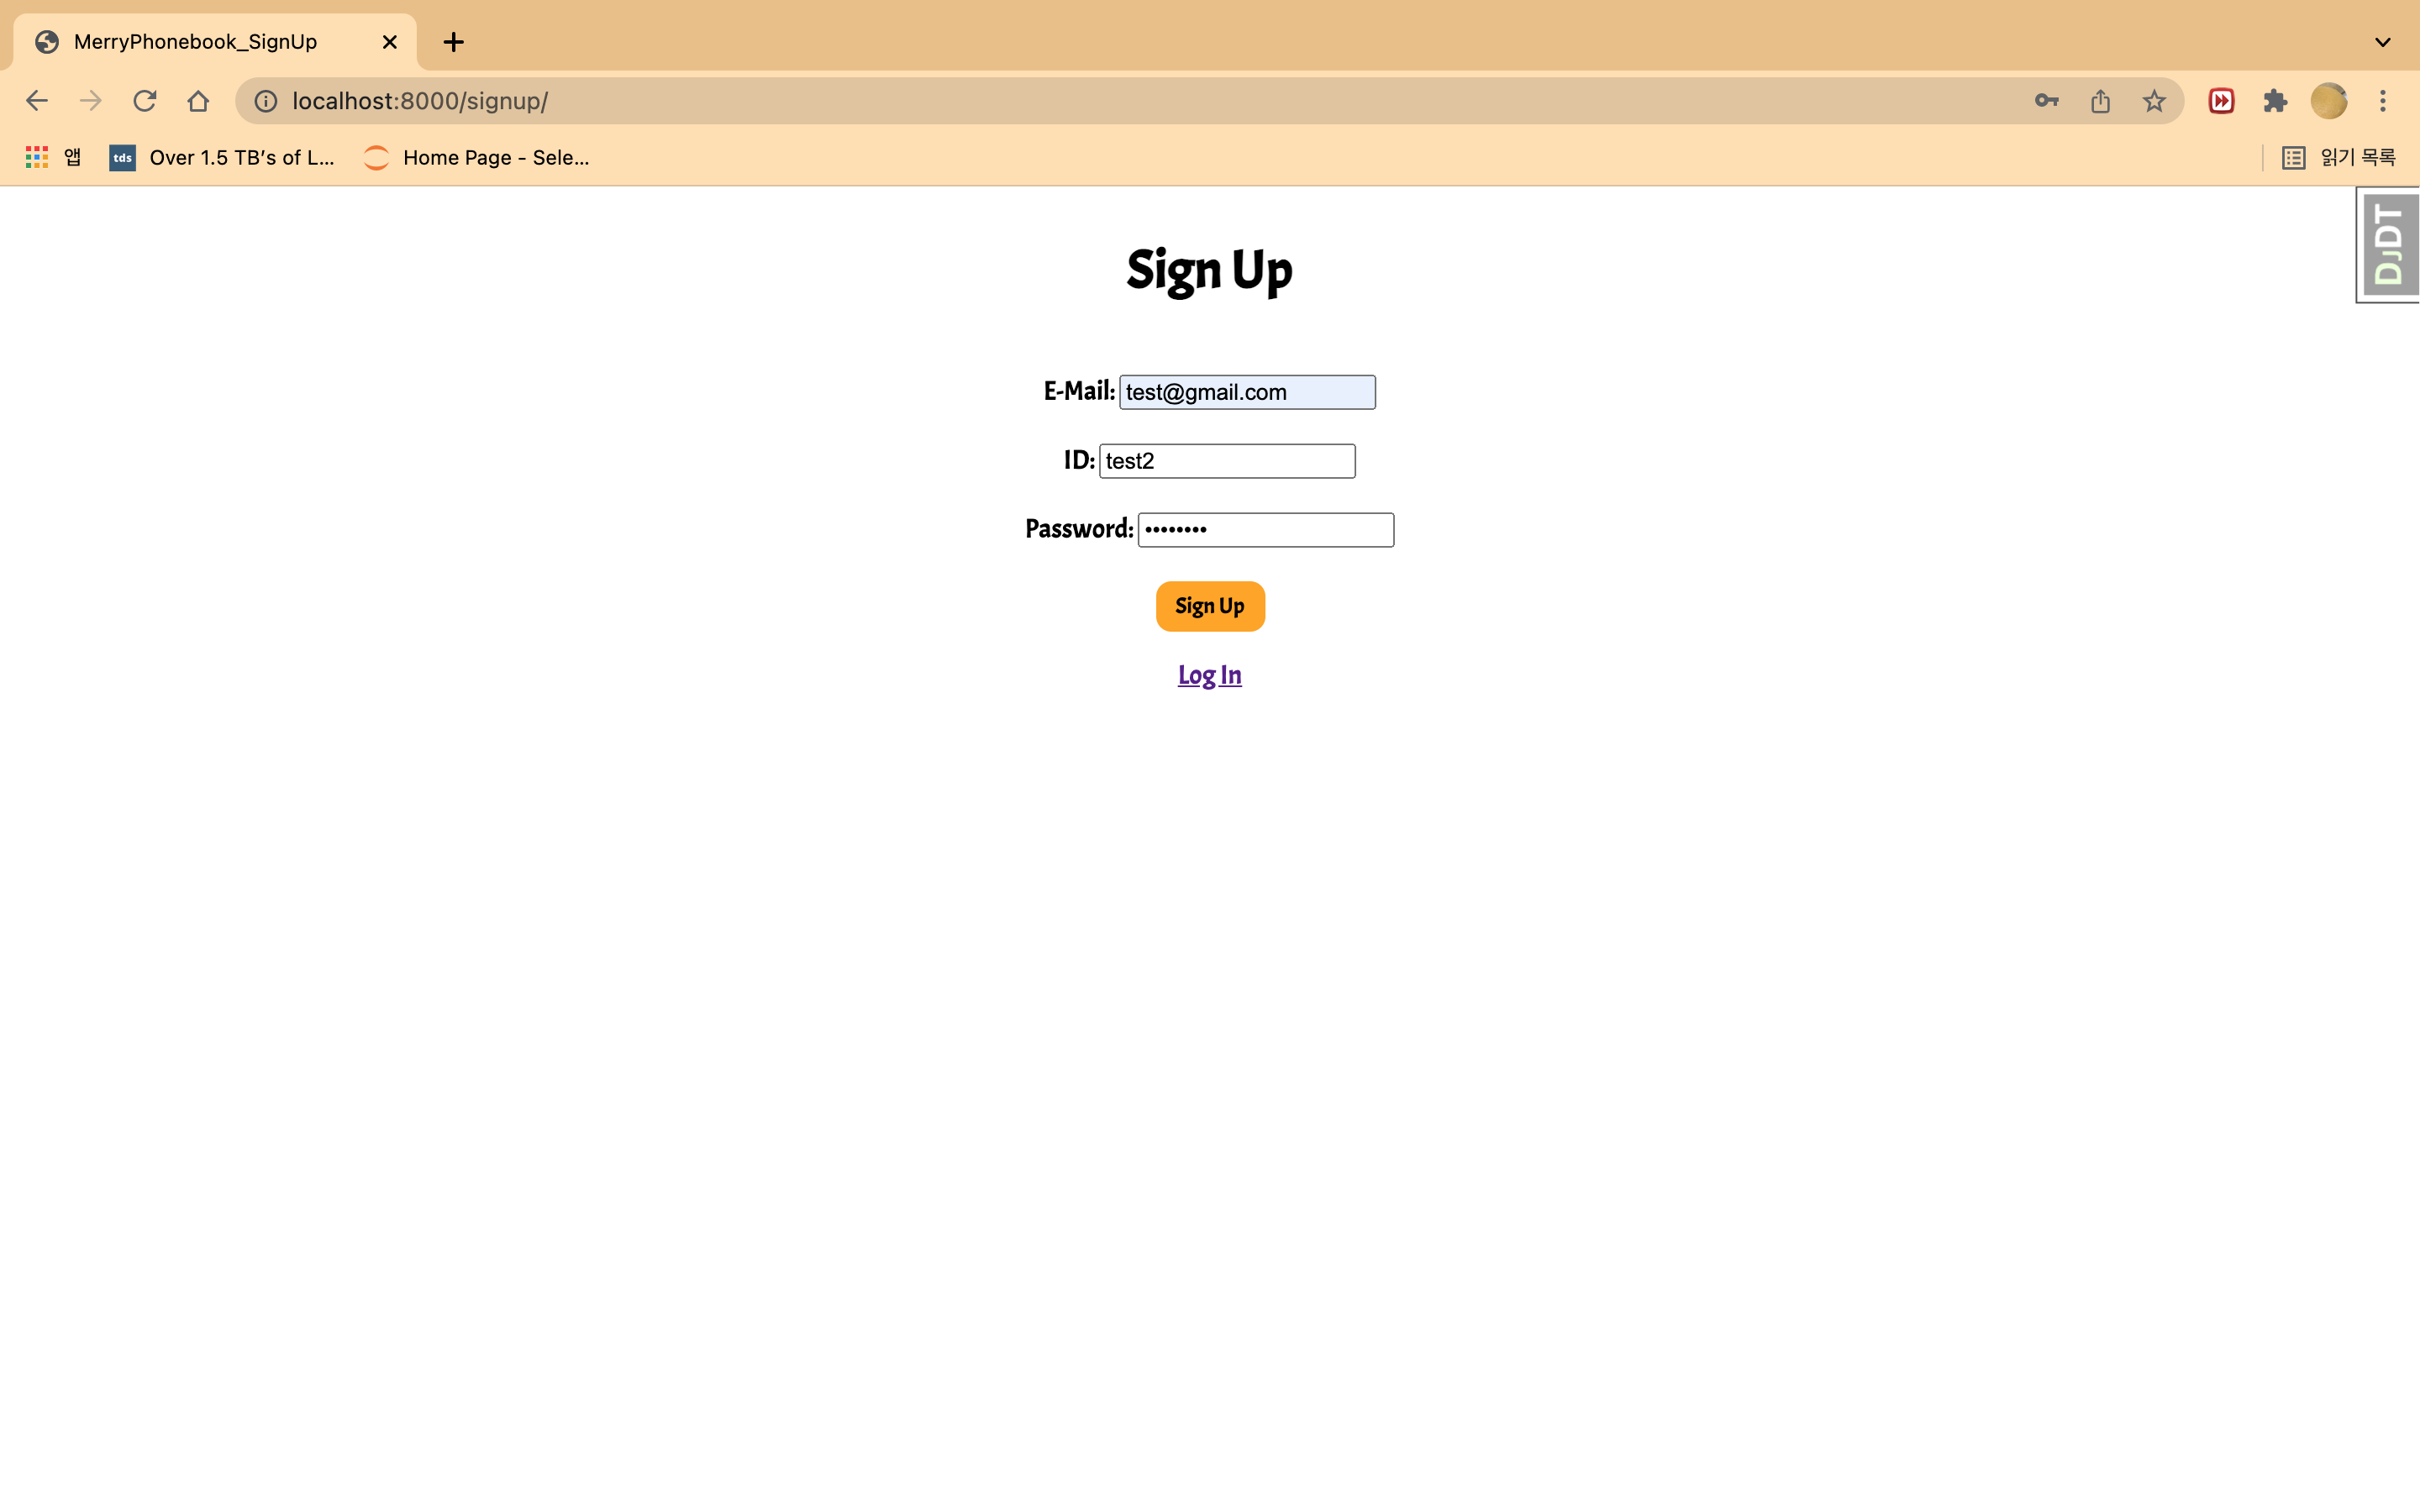 MerryPhonebook_SignUp
localhost:8000/signup/
앱 tds Over 1.5 TB's of L... Home Page - Sele... 읽기 목록
DJDT
Sign Up
E-Mail: test@gmail.com
ID: test2
Password: ••••••••
Sign Up
Log In